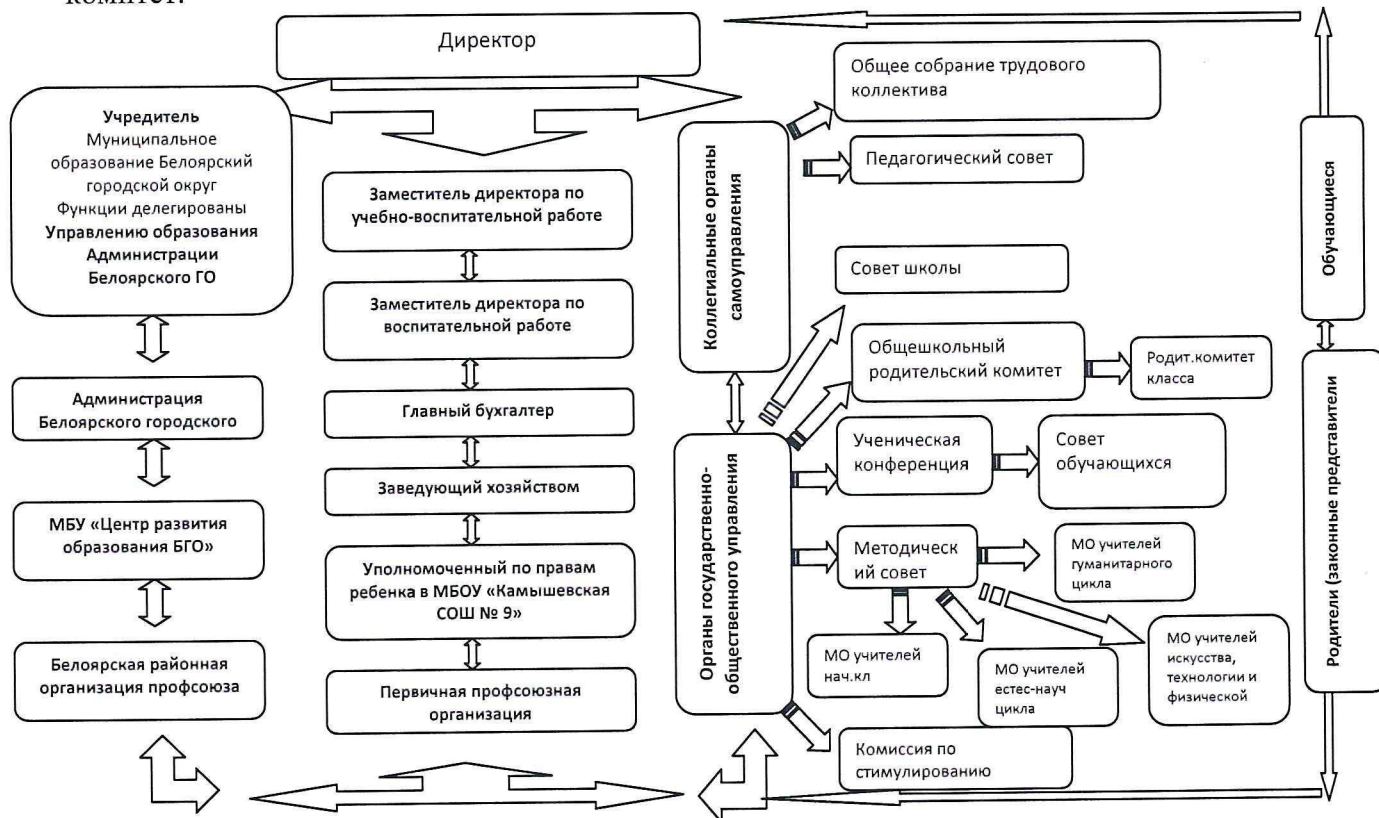 комитет.
Директор
Учредитель
Муниципальное
образование Белоярский
городской округ
Функции делегированы
Управлению образования
Администрации
Белоярского ГО
Администрация
Белоярского городского
МБУ «Центр развития
образования БГО»
Белоярская районная
организация профсоюза
Заместитель директора по
учебно-воспитательной работе
Заместитель директора по
воспитательной работе
Главный бухгалтер
Заведующий хозяйством
Уполномоченный по правам
ребенка в МБОУ «Камышевская
СОШ № 9»
Первичная профсоюзная
организация
Коллегиальные органы
самоуправления
Органы государственно-
общественного управления
Общее собрание трудового
коллектива
Педагогический совет
Совет школы
Общешкольный
родительский комитет
Родит.комитет
класса
Ученическая
конференция
Совет
обучающихся
Методическ
ий совет
МО учителей
гуманитарного
цикла
МО учителей
нач.кл
МО учителей
естес-науч
цикла
МО учителей
искусства,
технологии и
физической
Комиссия по
стимулированию
Обучающиеся
Родители (законные представители